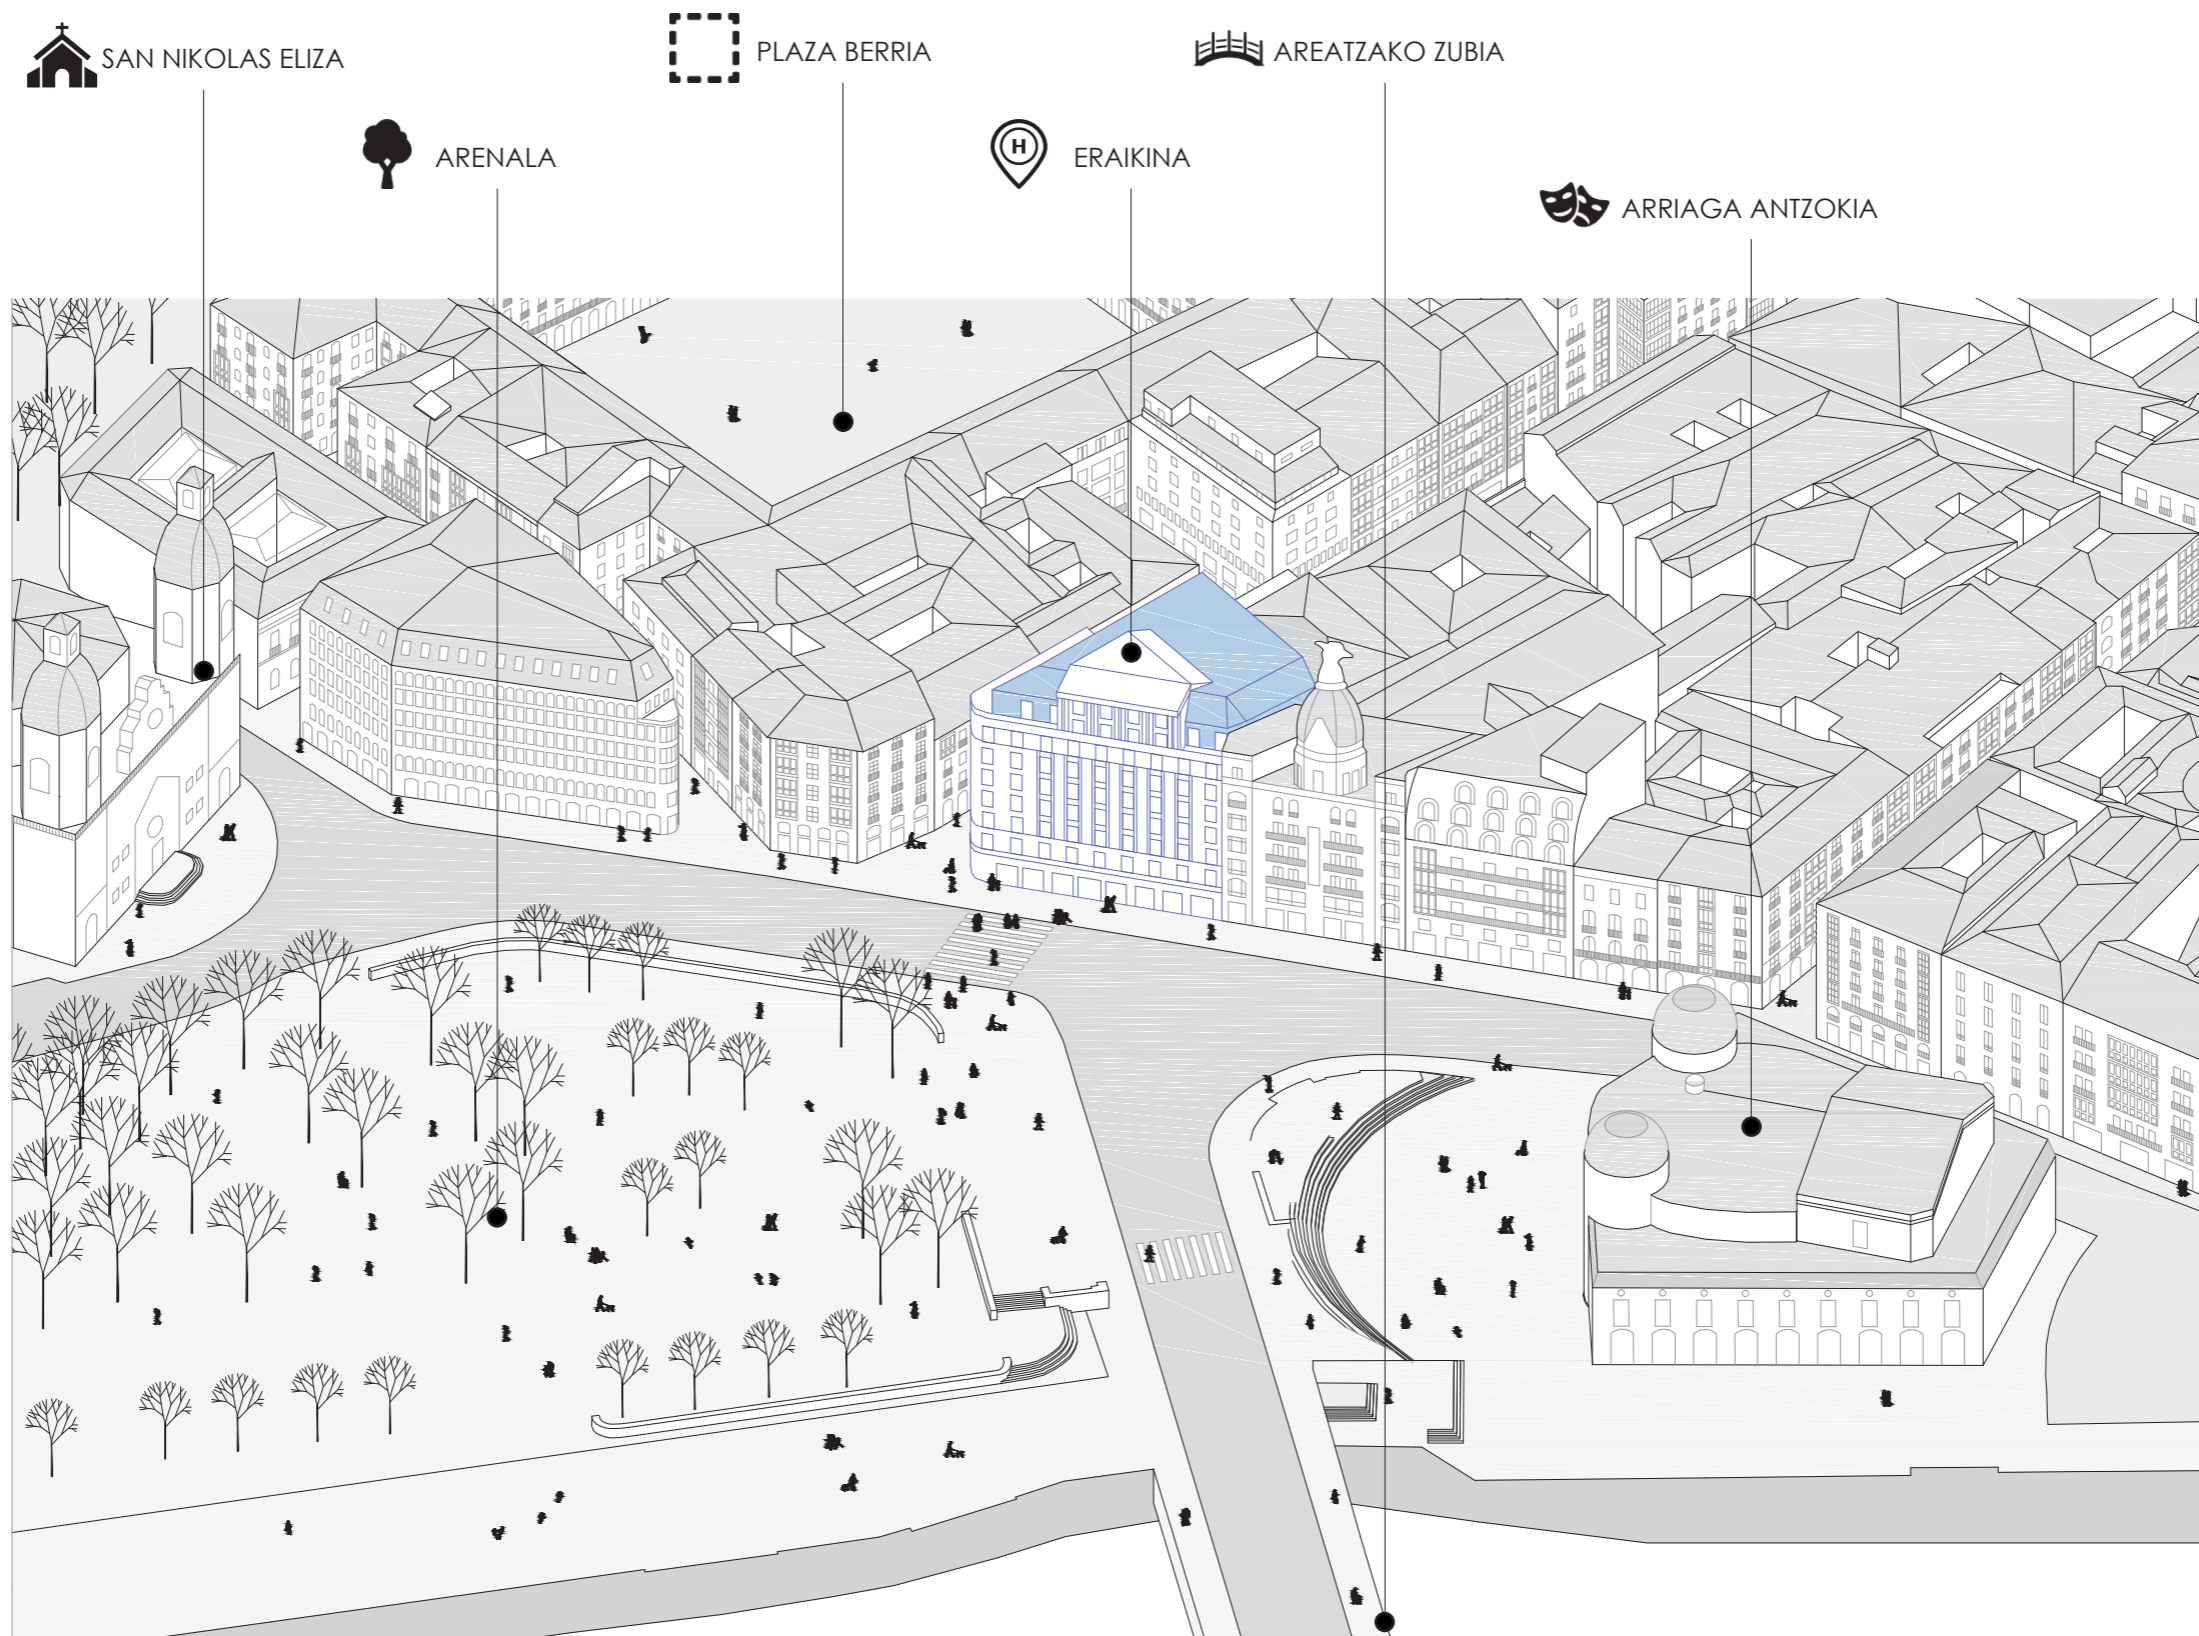 SAN NIKOLAS ELIZA
PLAZA BERRIA
AREATZAKO ZUBIA
ARENALA
H
ERAIKINA
ARRIAGA ANTZOKIA